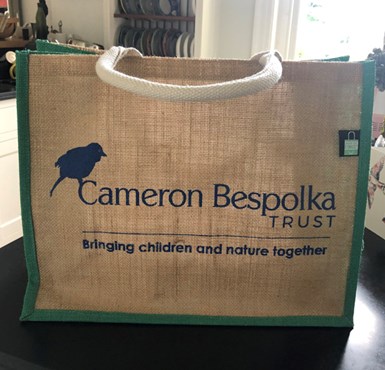 Cameron Bespolka
TRUST
Bringing children and nature together